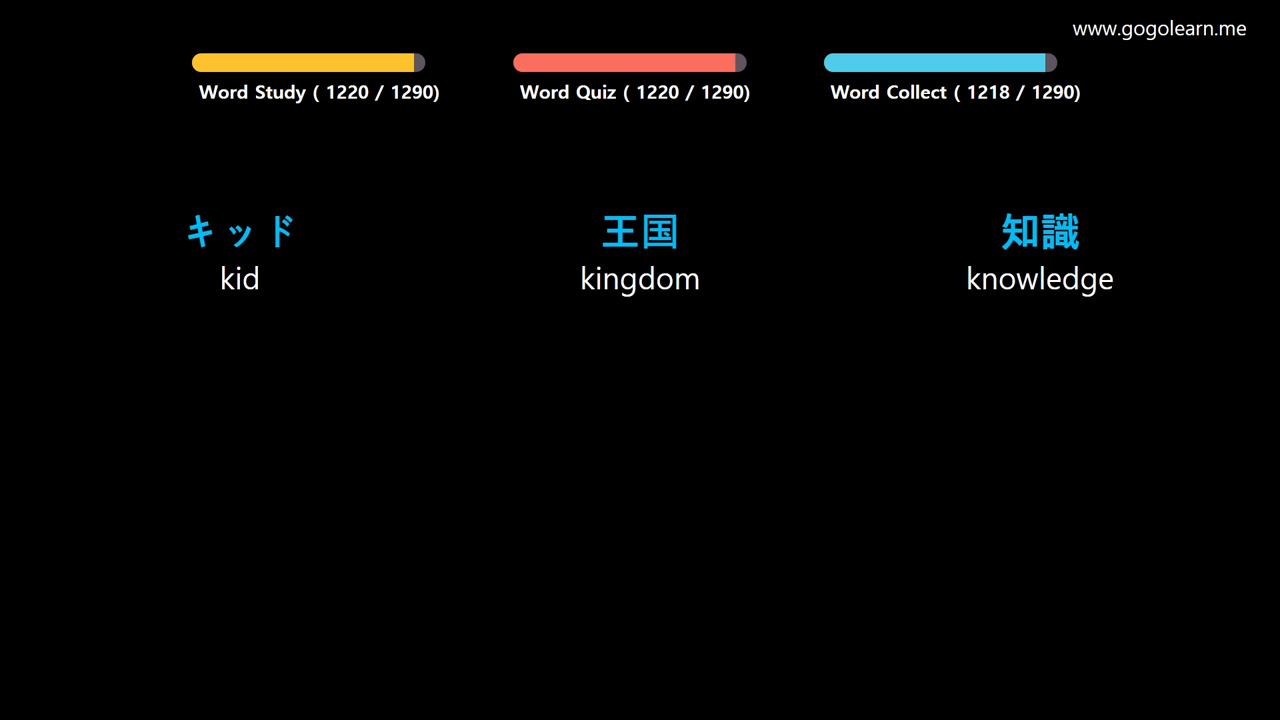 www.gogolearn.me
Word Study ( 1220 / 1290)
Word Quiz ( 1220 / 1290)
Word Collect ( 1218 / 1290)
キッド
kid
王国
kingdom
知識
knowledge